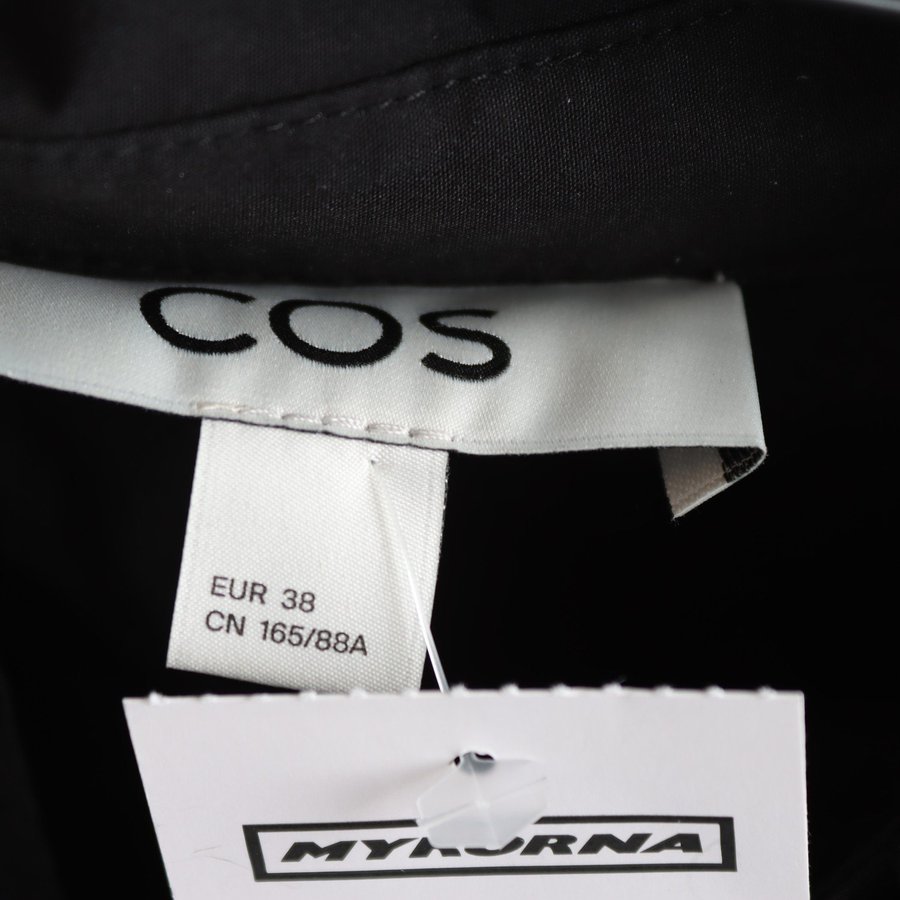 COS
EUR 38
CN 165/88A
MYRORNA